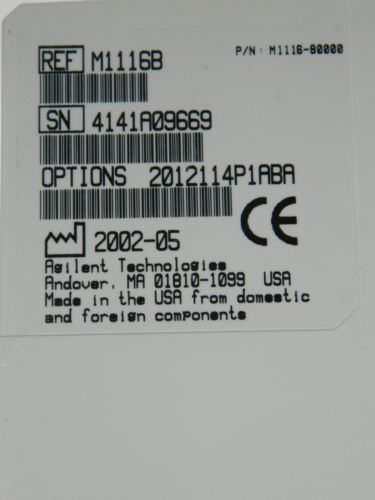 REF M1116B
P/N: M1116-80000
SN 4141A09669
OPTIONS 2012114P1ABA
2002-05
CE
Agilent Technologies
Andover, MA 01810-1099 USA
Made in the USA from domestic
and foreign components